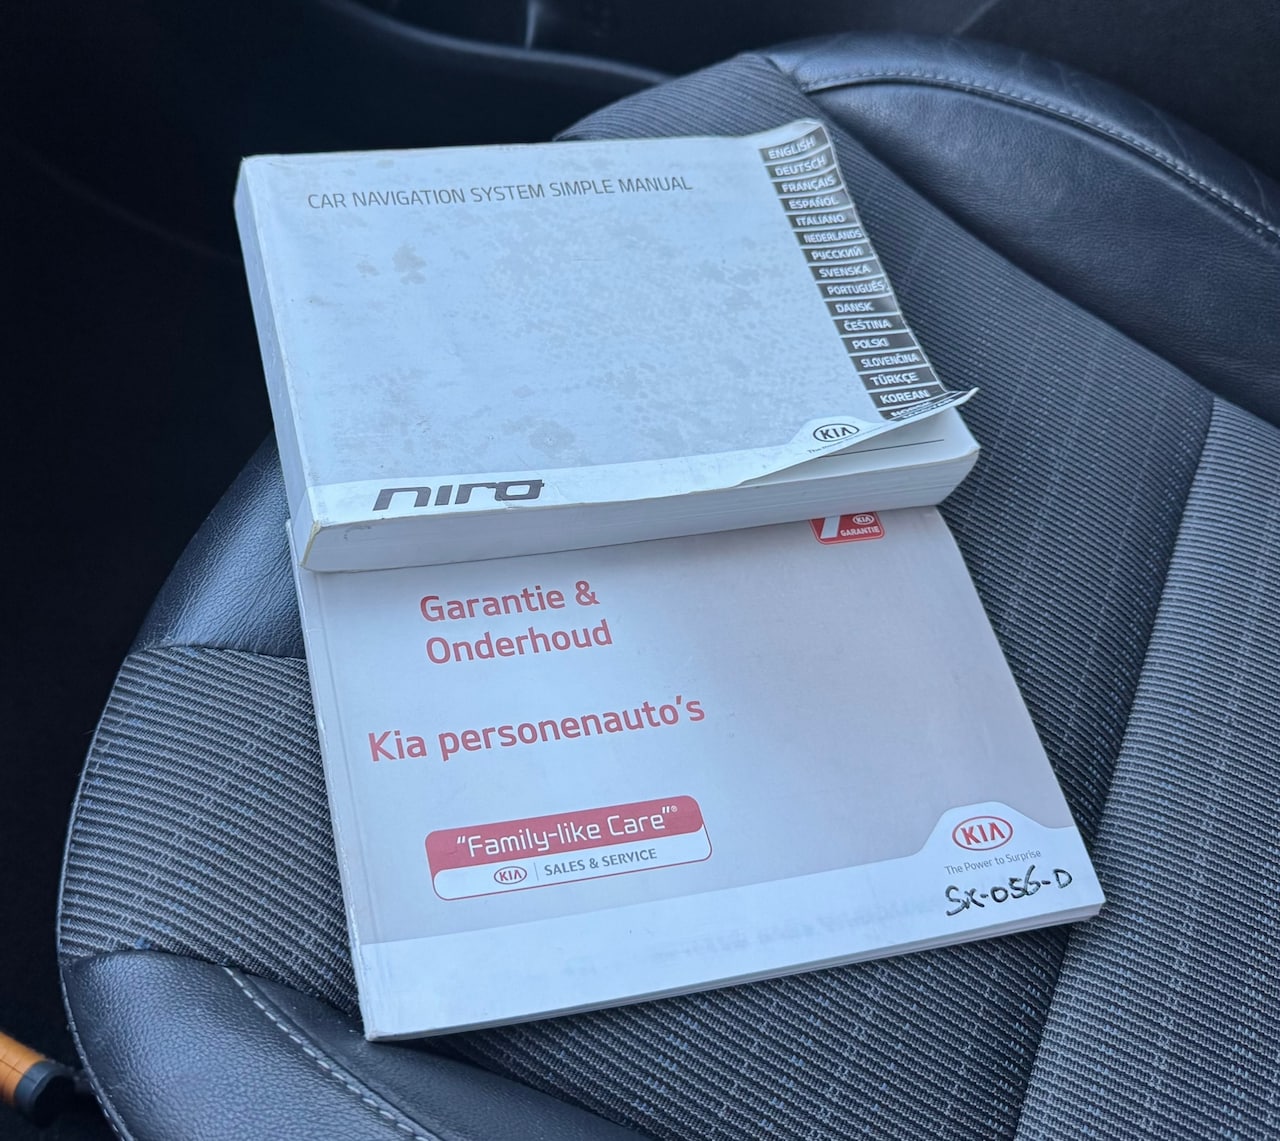 CAR NAVIGATION SYSTEM SIMPLE MANUAL
ENGLISH
DEUTSCH
FRANÇAIS
ESPAÑOL
ITALIANO
NEDERLANDS
РУССКИЙ
SVENSKA
PORTUGUÊS
DANSK
ČEŠTINA
POLSKI
SLOVENČINA
TÜRKÇE
KOREAN
KIA
niro
7
KIA
GARANTIE
Garantie &
Onderhoud
Kia personenauto's
"Family-like Care"®
KIA SALES & SERVICE
KIA
The Power to Surprise
SX-056-D